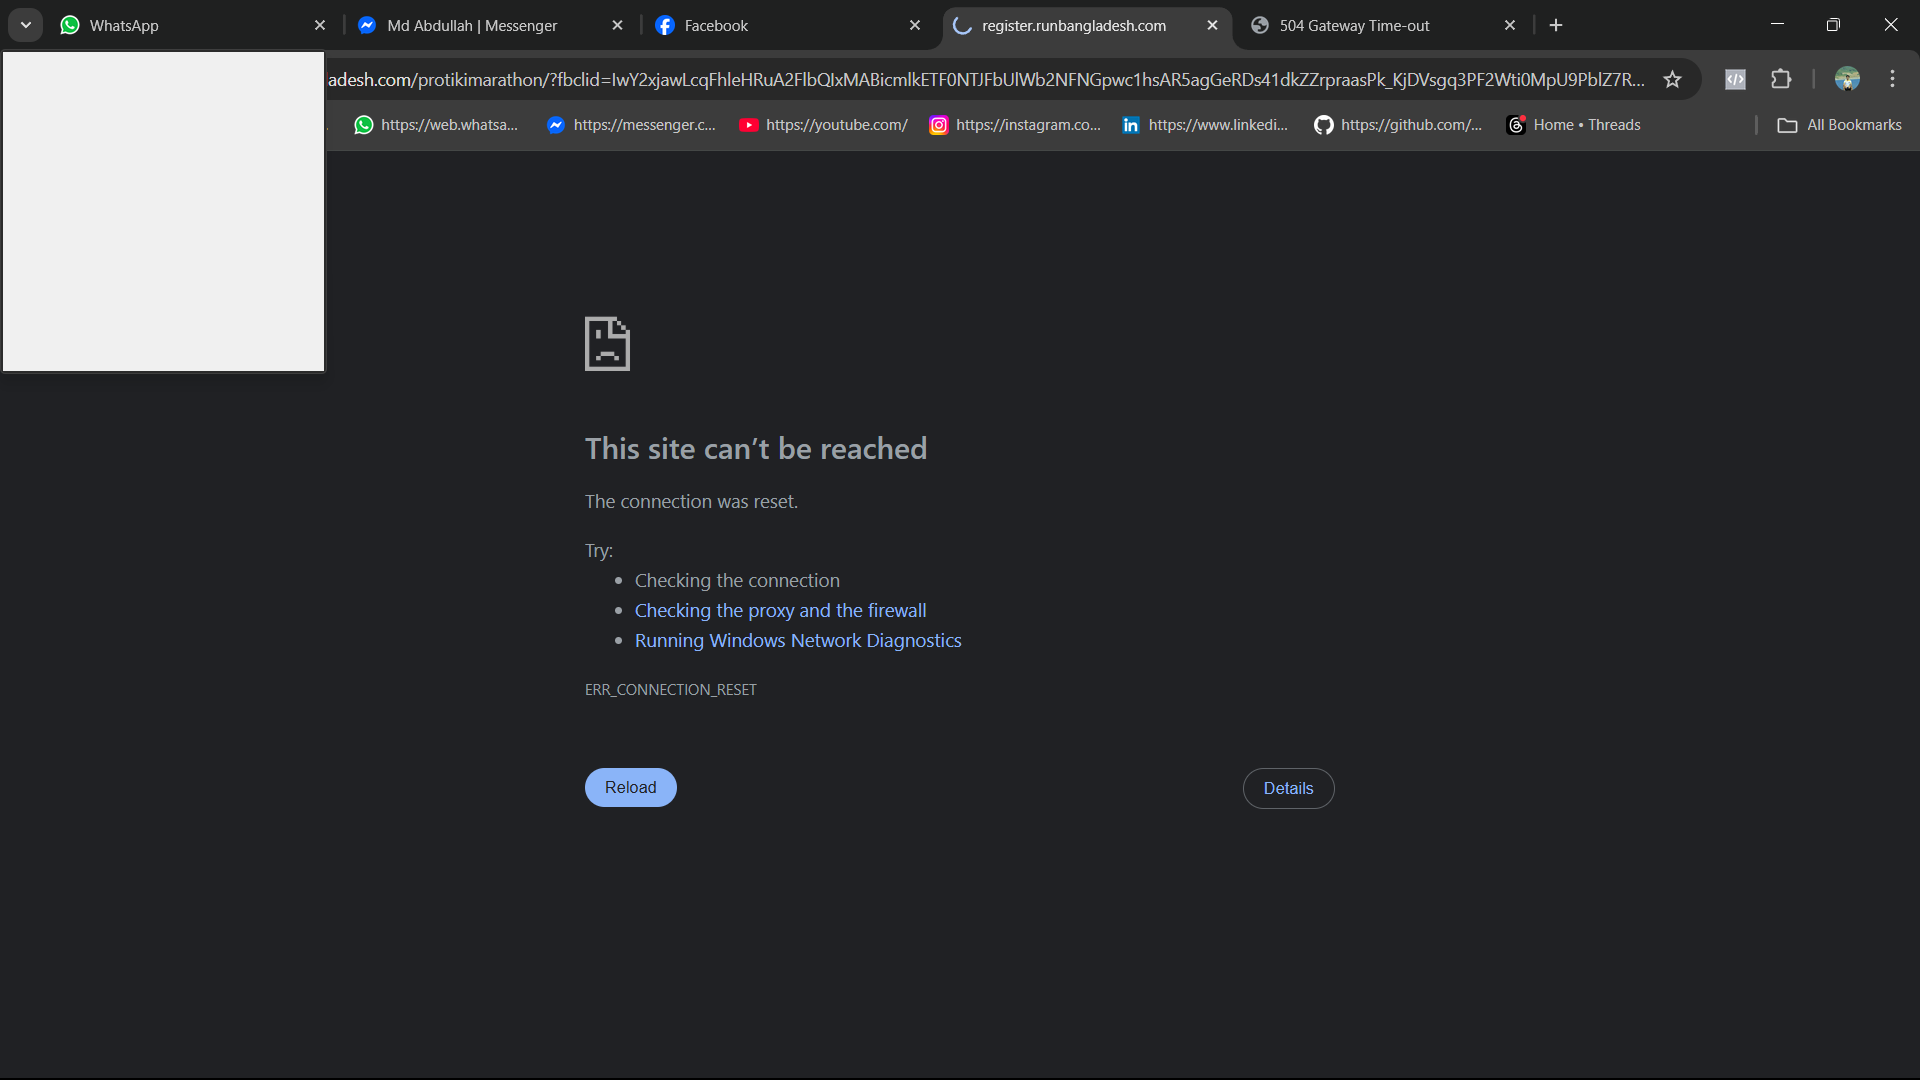 WhatsApp
Md Abdullah | Messenger
Facebook
register.runbangladesh.com
504 Gateway Time-out
adesh.com/protikimarathon/?fbclid=IwY2xjawLcqFhleHRuA2FlbQIxMABicmlkETF0NTJFbUlWb2NFNGpwc1hsAR5agGeRDs41dkZZrpraasPk_KjDVsgq3PF2Wti0MpU9PblZ7R...
https://web.whatsa...
https://messenger.c...
https://youtube.com/
https://instagram.co...
https://www.linkedi...
https://github.com/...
Home • Threads
All Bookmarks
This site can’t be reached
The connection was reset.
Try:
• Checking the connection
• Checking the proxy and the firewall
• Running Windows Network Diagnostics
ERR_CONNECTION_RESET
Reload
Details